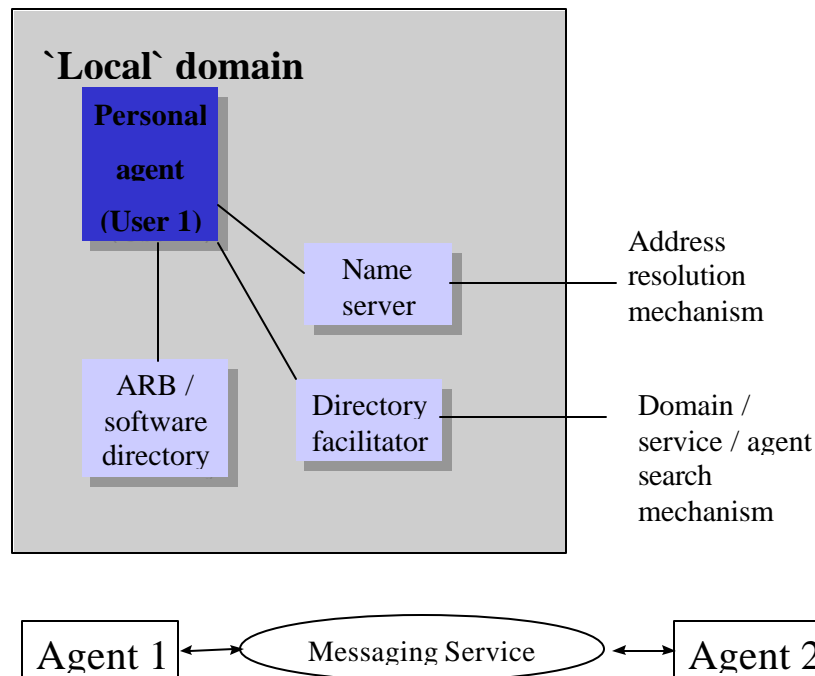 `Local` domain
Personal
agent
(User 1)
Name
server
Address
resolution
mechanism
ARB /
software
directory
Directory
facilitator
Domain /
service / agent
search
mechanism
Agent 1
Messaging Service
Agent 2